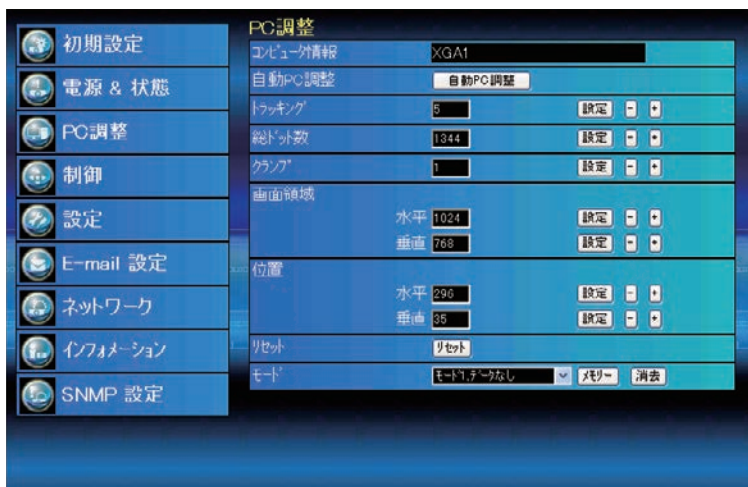 初期設定
電源 & 状態
PC調整
制御
設定
E-mail 設定
ネットワーク
インフォメーション
SNMP 設定
PC調整
コンピュータ情報 XGA1
自動PC調整 自動PC調整
トラッキング 5 設定 - +
総ドット数 1344 設定 - +
クランプ 1 設定 - +
画面領域
水平 1024 設定 - +
垂直 768 設定 - +
位置
水平 296 設定 - +
垂直 35 設定 - +
リセット リセット
モード モード1.データなし メモリー 消去